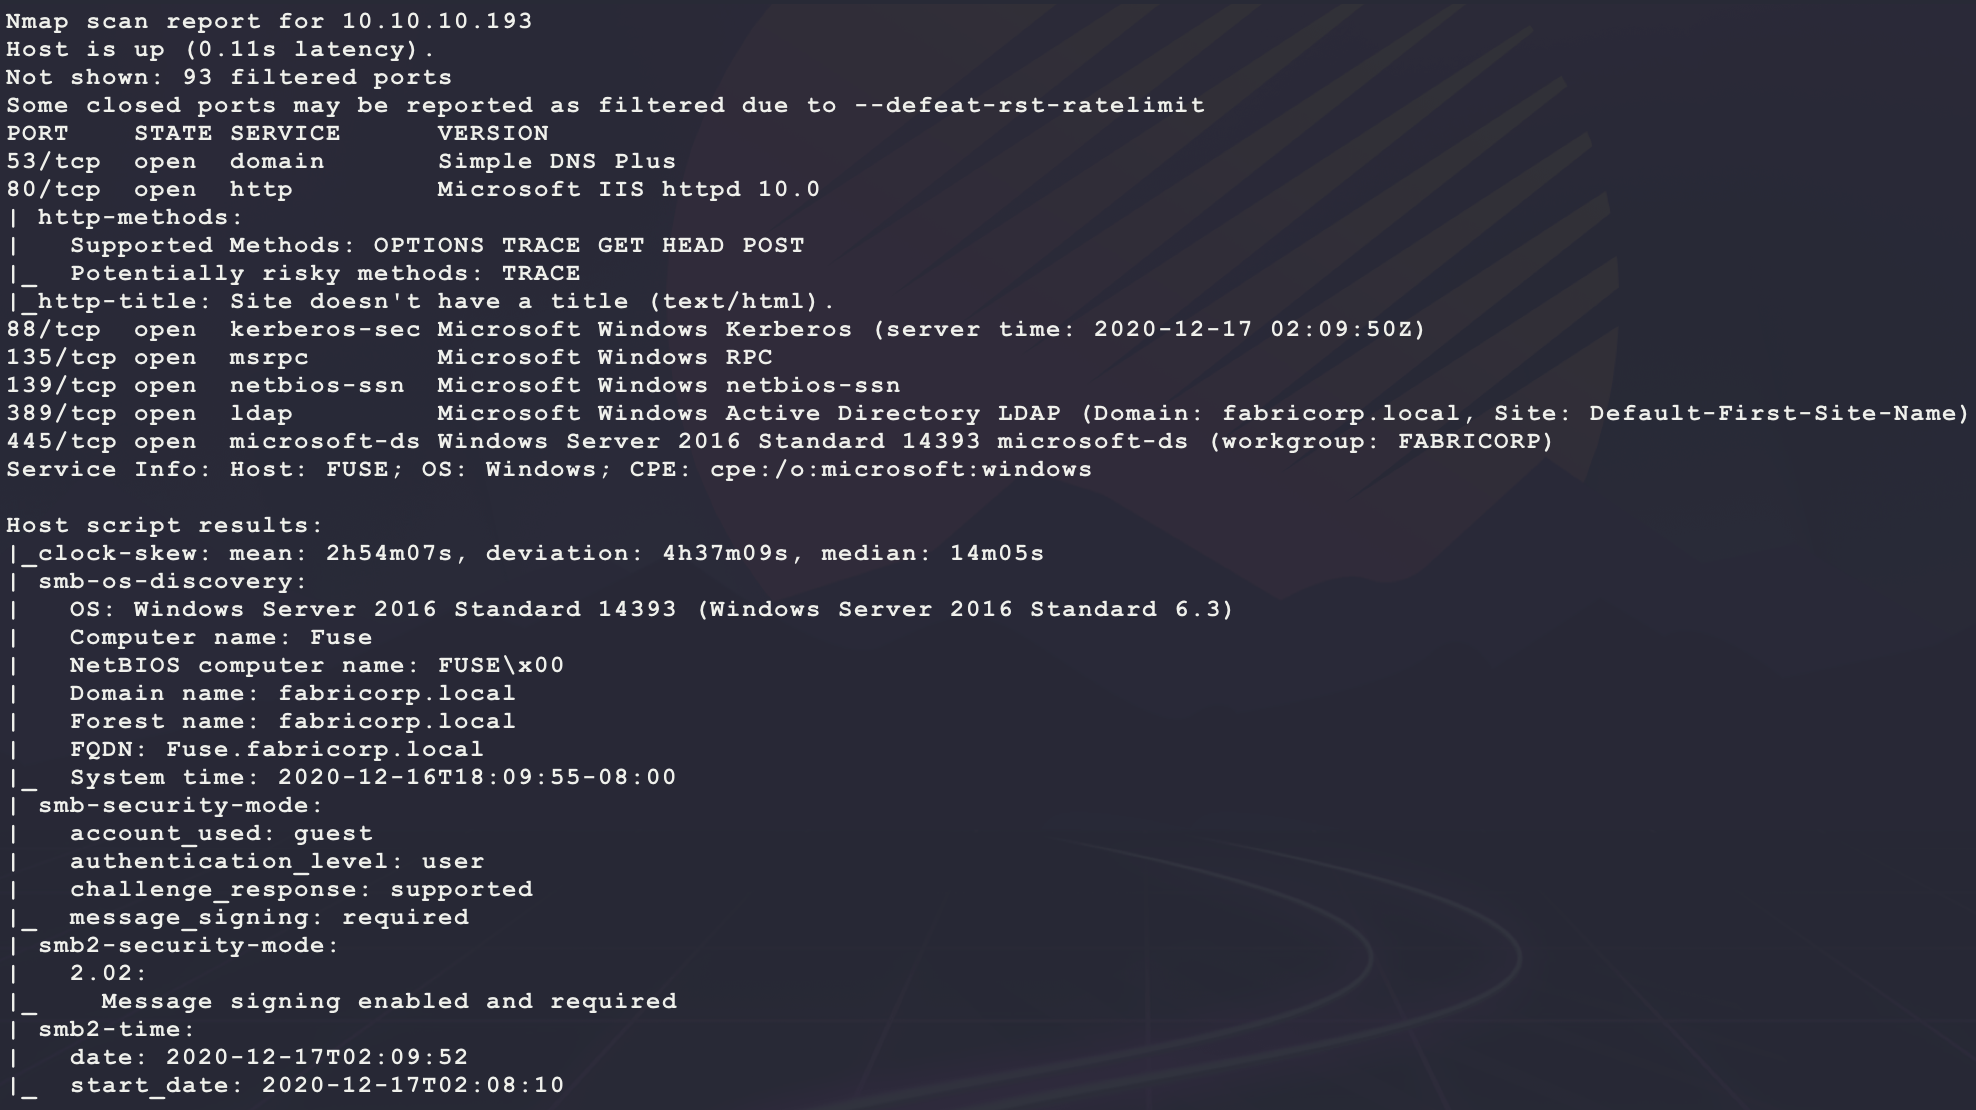 Nmap scan report for 10.10.10.193
Host is up (0.11s latency).
Not shown: 93 filtered ports
Some closed ports may be reported as filtered due to --defeat-rst-ratelimit
PORT    STATE SERVICE      VERSION
53/tcp  open  domain       Simple DNS Plus
80/tcp  open  http         Microsoft IIS httpd 10.0
| http-methods:
|   Supported Methods: OPTIONS TRACE GET HEAD POST
|_  Potentially risky methods: TRACE
|_http-title: Site doesn't have a title (text/html).
88/tcp  open  kerberos-sec Microsoft Windows Kerberos (server time: 2020-12-17 02:09:50Z)
135/tcp open  msrpc        Microsoft Windows RPC
139/tcp open  netbios-ssn  Microsoft Windows netbios-ssn
389/tcp open  ldap         Microsoft Windows Active Directory LDAP (Domain: fabricorp.local, Site: Default-First-Site-Name)
445/tcp open  microsoft-ds Windows Server 2016 Standard 14393 microsoft-ds (workgroup: FABRICORP)
Service Info: Host: FUSE; OS: Windows; CPE: cpe:/o:microsoft:windows

Host script results:
|_clock-skew: mean: 2h54m07s, deviation: 4h37m09s, median: 14m05s
| smb-os-discovery:
|   OS: Windows Server 2016 Standard 14393 (Windows Server 2016 Standard 6.3)
|   Computer name: Fuse
|   NetBIOS computer name: FUSE\x00
|   Domain name: fabricorp.local
|   Forest name: fabricorp.local
|   FQDN: Fuse.fabricorp.local
|_  System time: 2020-12-16T18:09:55-08:00
| smb-security-mode:
|   account_used: guest
|   authentication_level: user
|   challenge_response: supported
|_  message_signing: required
| smb2-security-mode:
|   2.02:
|_    Message signing enabled and required
| smb2-time:
|   date: 2020-12-17T02:09:52
|_  start_date: 2020-12-17T02:08:10